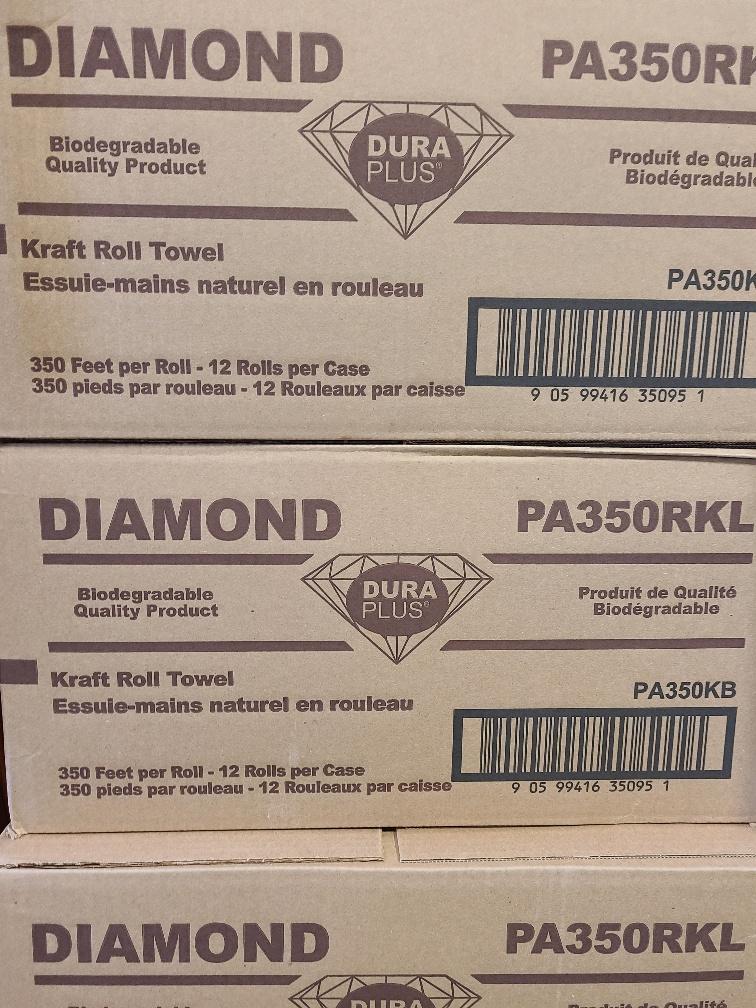 DIAMOND
Biodegradable
Quality Product
DURA
PLUS®
Produit de
Kraft Roll Towel
Essuie-mains naturel en rouleau
350 Feet per Roll - 12 Rolls per Case
350 pieds par rouleau - 12 Rouleaux par caisse
9 05 99416 35095 1
DIAMOND
PA350RKL
Biodegradable
Quality Product
DURA
PLUS®
Produit de Qualité
Biodégradable
Kraft Roll Towel
Essuie-mains naturel en rouleau
PA350KB
350 Feet per Roll - 12 Rolls per Case
350 pieds par rouleau - 12 Rouleaux par caisse
9 05 99416 35095 1
DIAMOND
PA350RKL
DURA